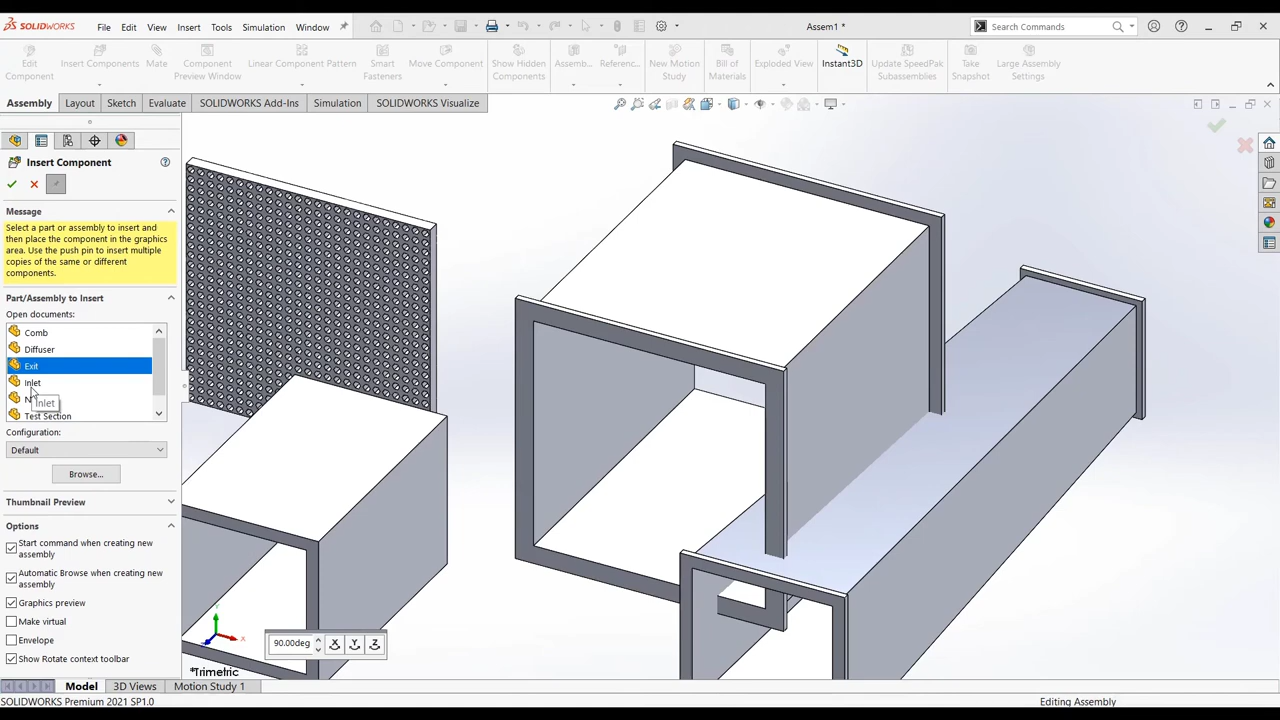 SOLIDWORKS File Edit View Insert Tools Simulation Window Assem1 * Search Commands
Edit Component
Insert Components
Mate
Component Preview Window
Linear Component Pattern
Smart Fasteners
Move Component
Show Hidden Components
Assemb...
Referenc...
New Motion Study
Bill of Materials
Exploded View
Instant3D
Update SpeedPak Subassemblies
Take Snapshot
Large Assembly Settings
Assembly Layout Sketch Evaluate SOLIDWORKS Add-Ins Simulation SOLIDWORKS Visualize
Insert Component
Message
Select a part or assembly to insert and
then place the component in the graphics
area. Use the push pin to insert multiple
copies of the same or different
components.
Part/Assembly to Insert
Open documents:
Comb
Diffuser
Exit
Inlet
Inlet
Test Section
Configuration:
Default
Browse...
Thumbnail Preview
Options
Start command when creating new
assembly
Automatic Browse when creating new
assembly
Graphics preview
Make virtual
Envelope
Show Rotate context toolbar
90.00deg X Y Z
Y
X
Z
*Trimetric
Model 3D Views Motion Study 1
SOLIDWORKS Premium 2021 SP1.0 Editing Assembly